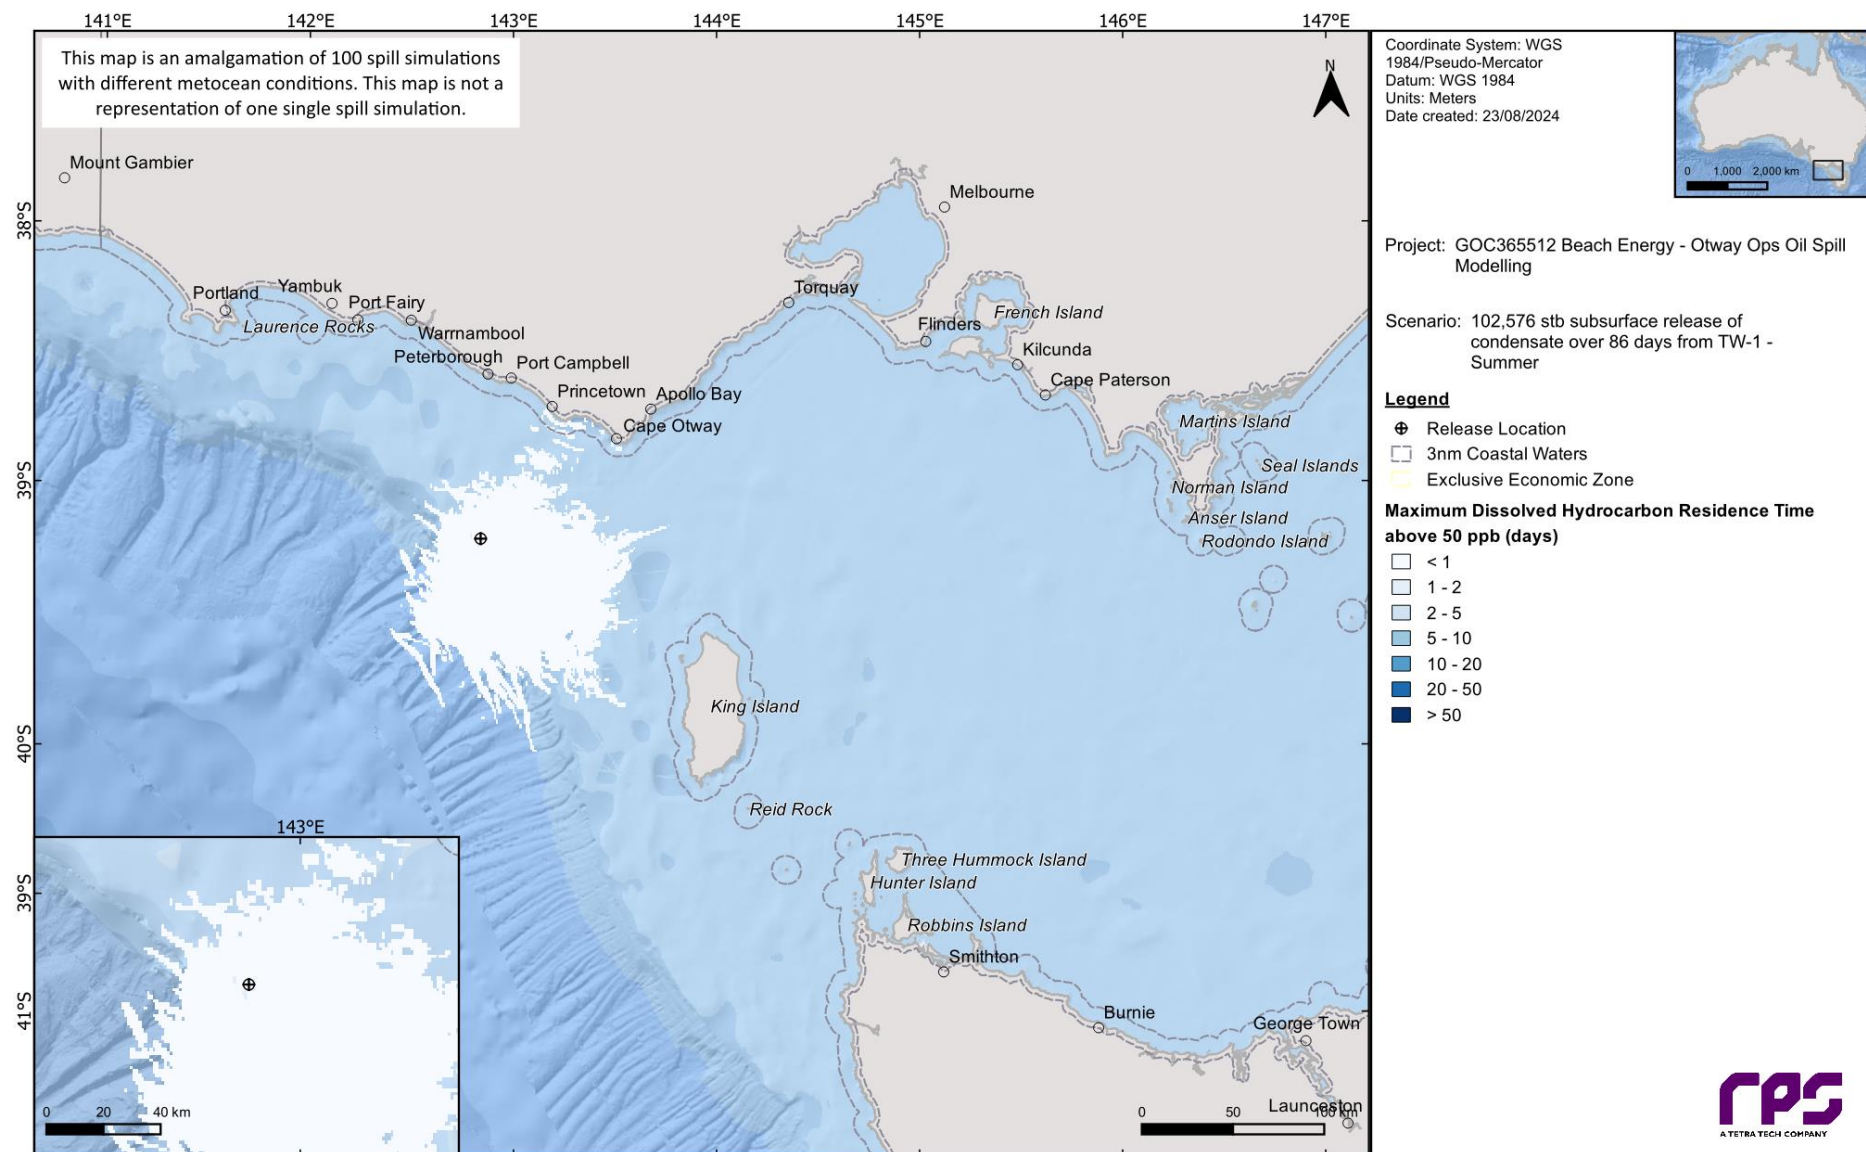 141°E
142°E
143°E
144°E
145°E
146°E
147°E
This map is an amalgamation of 100 spill simulations
with different metocean conditions. This map is not a
representation of one single spill simulation.
N
Mount Gambier
Melbourne
38°S
Portland
Yambuk
Port Fairy
Laurence Rocks
Warrnambool
Torquay
Flinders
French Island
Peterborough
Port Campbell
Kilcunda
Princetown
Apollo Bay
Cape Paterson
Cape Otway
Martins Island
39°S
Seal Islands
Norman Island
Anser Island
Rodondo Island
King Island
40°S
Reid Rock
Three Hummock Island
Hunter Island
Robbins Island
Smithton
41°S
Burnie
George Town
Launceston
0 50 100 km
143°E
39°S
0 20 40 km
Coordinate System: WGS
1984/Pseudo-Mercator
Datum: WGS 1984
Units: Meters
Date created: 23/08/2024
0 1,000 2,000 km
Project: GOC365512 Beach Energy - Otway Ops Oil Spill
Modelling
Scenario: 102,576 stb subsurface release of
condensate over 86 days from TW-1 -
Summer
Legend
Release Location
3nm Coastal Waters
Exclusive Economic Zone
Maximum Dissolved Hydrocarbon Residence Time
above 50 ppb (days)
< 1
1 - 2
2 - 5
5 - 10
10 - 20
20 - 50
> 50
rps
A TETRA TECH COMPANY